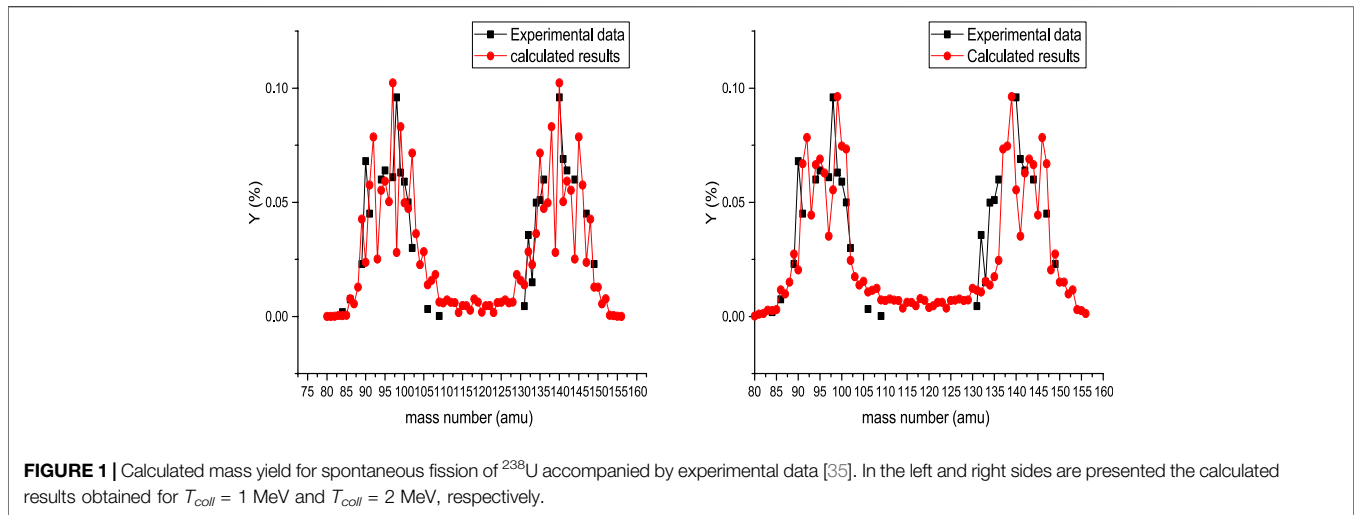 Experimental data
calculated results
0.10
0.05
0.00
Y (%)
75 80 85 90 95 100 105 110 115 120 125 130 135 140 145 150 155 160
mass number (amu)
Experimental data
Calculated results
0.10
0.05
0.00
Y (%)
80 85 90 95 100 105 110 115 120 125 130 135 140 145 150 155 160
mass number (amu)
FIGURE 1 | Calculated mass yield for spontaneous fission of ²³⁸U accompanied by experimental data [35]. In the left and right sides are presented the calculated
results obtained for T_coll = 1 MeV and T_coll = 2 MeV, respectively.